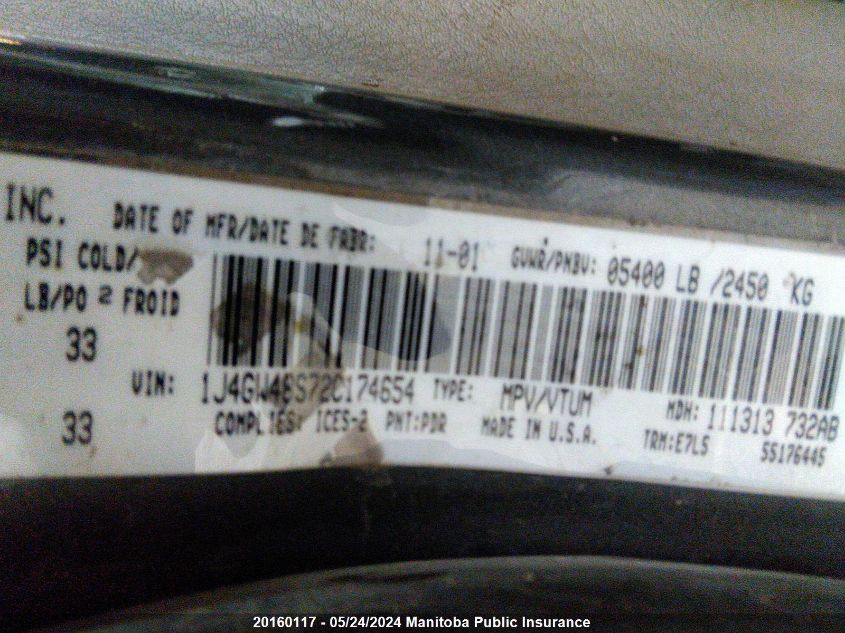 INC. DATE OF MFR/DATE DE FABR: 11-01 GVWR/PNBV: 05400 LB /2450 KG
PSI COLD/
LB/PO 2 FROID
33
VIN: 1J4GW48S72C174654 TYPE: MPV/VTUM MDH: 111313 732AB
33
COMPLIES: ICES-2 PNT:PDR MADE IN U.S.A. TRM:E7L5 55176445
20160117 - 05/24/2024 Manitoba Public Insurance